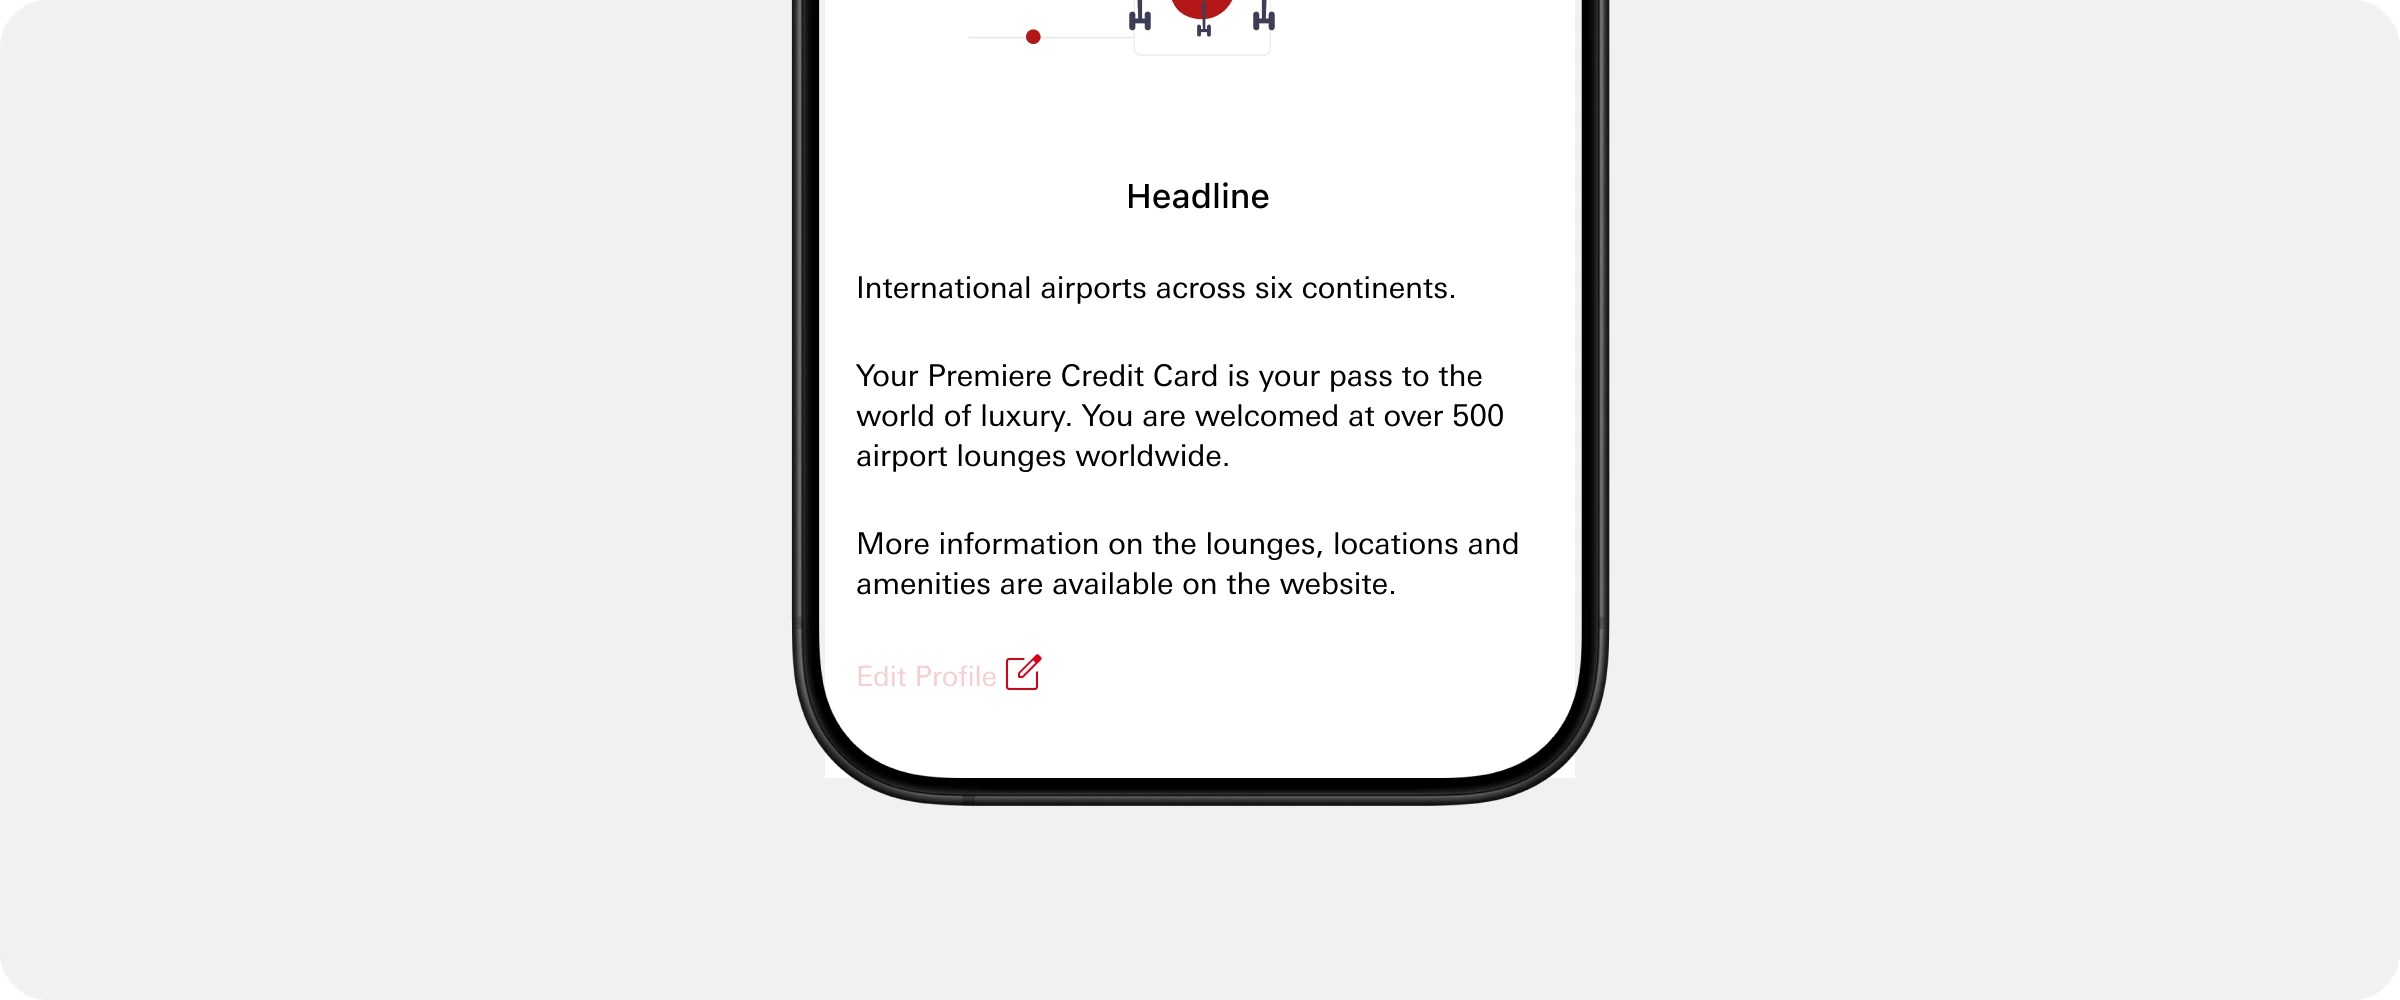 Headline
International airports across six continents.
Your Premiere Credit Card is your pass to the
world of luxury. You are welcomed at over 500
airport lounges worldwide.
More information on the lounges, locations and
amenities are available on the website.
Edit Profile